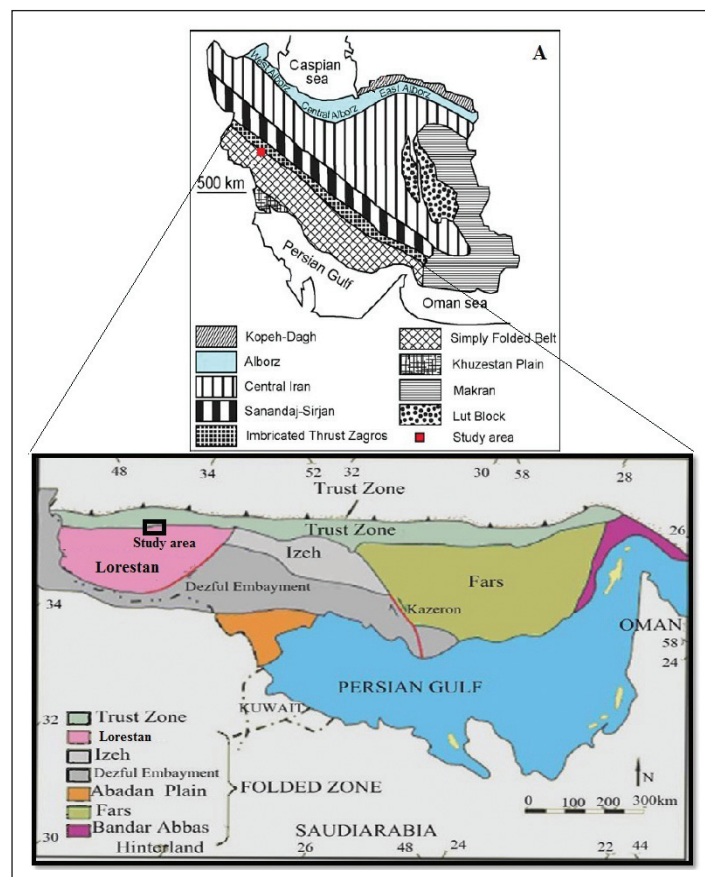 A
Caspian
sea
West Alborz
Central Alborz
East Alborz
500 km
Persian Gulf
Oman sea
Kopeh-Dagh
Simply Folded Belt
Alborz
Khuzestan Plain
Central Iran
Makran
Sanandaj-Sirjan
Lut Block
Imbricated Thrust Zagros
Study area
48 34 52 32 30 58 28
Trust Zone
Trust Zone
26
Study area
Izeh
Lorestan
Fars
Dezful Embayment
Kazeron
34
OMAN
58
24
PERSIAN GULF
KUWAIT
32
Trust Zone
Lorestan
Izeh
Dezful Embayment
FOLDED ZONE
Abadan Plain
N
Fars
0 100 200 300km
Bandar Abbas
Hinterland
SAUDIARABIA
30
26 48 24 22 44